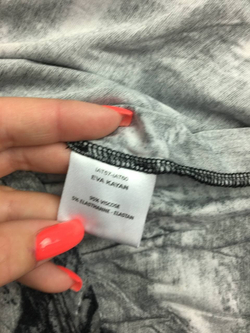 EVA KAYAN
95% VISCOSE
5% ELASTHANNE - ELASTAN